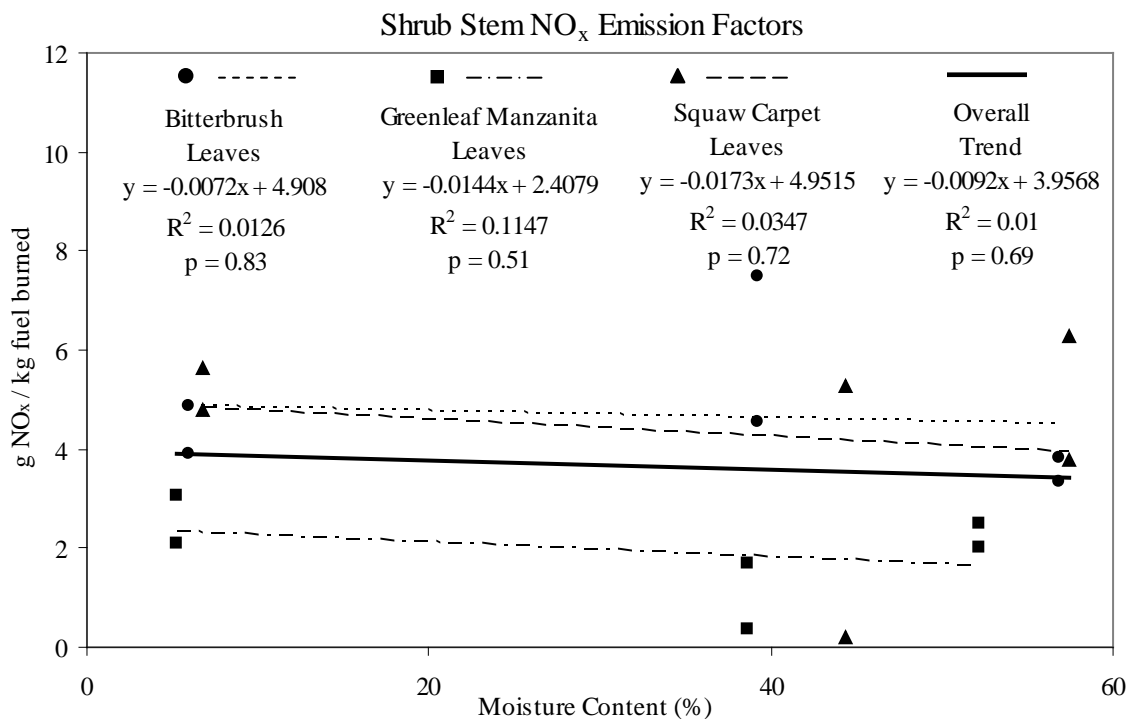 Shrub Stem NOx Emission Factors
12
10
8
6
4
2
0
g NOx / kg fuel burned
Bitterbrush
Leaves
y = -0.0072x + 4.908
R² = 0.0126
p = 0.83
Greenleaf Manzanita
Leaves
y = -0.0144x + 2.4079
R² = 0.1147
p = 0.51
Squaw Carpet
Leaves
y = -0.0173x + 4.9515
R² = 0.0347
p = 0.72
Overall
Trend
y = -0.0092x + 3.9568
R² = 0.01
p = 0.69
0 20 40 60
Moisture Content (%)